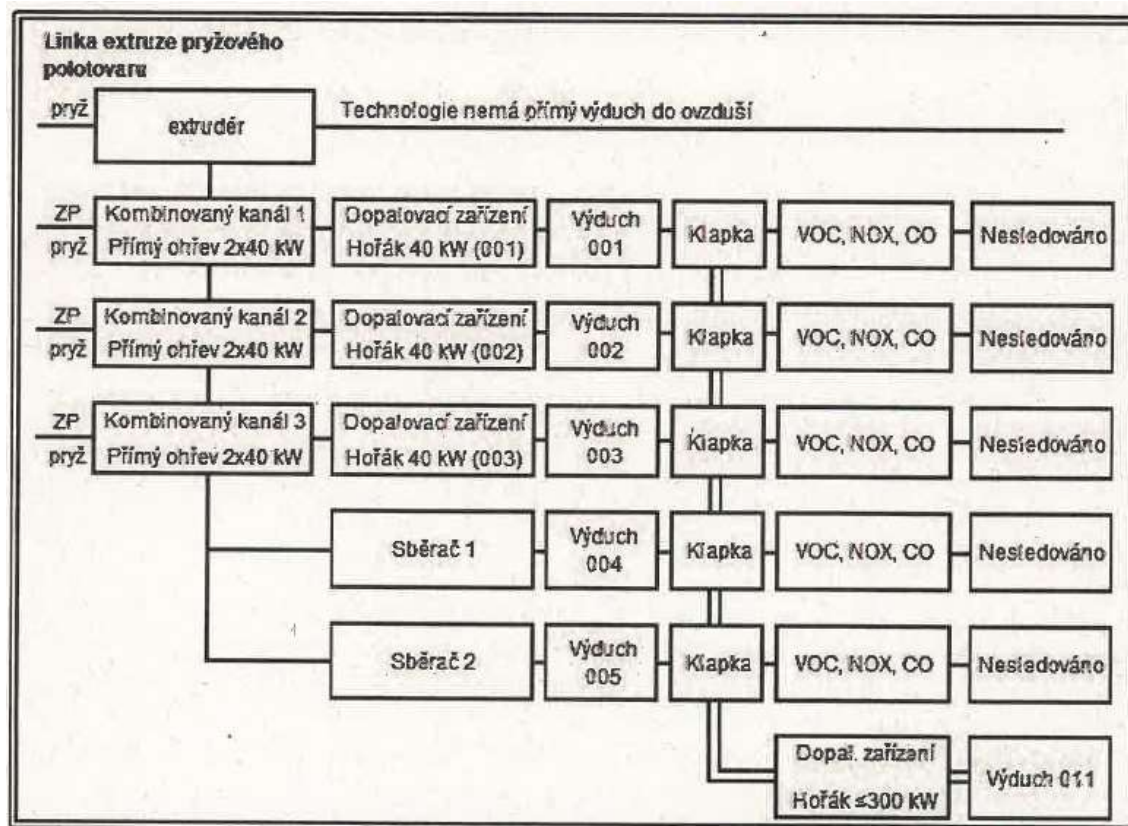 Linka extruze pryžového
polotovaru
pryž
extrudér
Technologie nemá přímý výduch do ovzduší
ZP
pryž
Kombinovaný kanál 1
Přímý ohřev 2x40 kW
Dopalovací zařízení
Hořák 40 kW (001)
Výduch
001
Klapka
VOC, NOX, CO
Nesledováno
ZP
pryž
Kombinovaný kanál 2
Přímý ohřev 2x40 kW
Dopalovací zařízení
Hořák 40 kW (002)
Výduch
002
Klapka
VOC, NOX, CO
Nesledováno
ZP
pryž
Kombinovaný kanál 3
Přímý ohřev 2x40 kW
Dopalovací zařízení
Hořák 40 kW (003)
Výduch
003
Klapka
VOC, NOX, CO
Nesledováno
Sběrač 1
Výduch
004
Klapka
VOC, NOX, CO
Nesledováno
Sběrač 2
Výduch
005
Klapka
VOC, NOX, CO
Nesledováno
Dopal. zařízení
Hořák ≤300 kW
Výduch 011